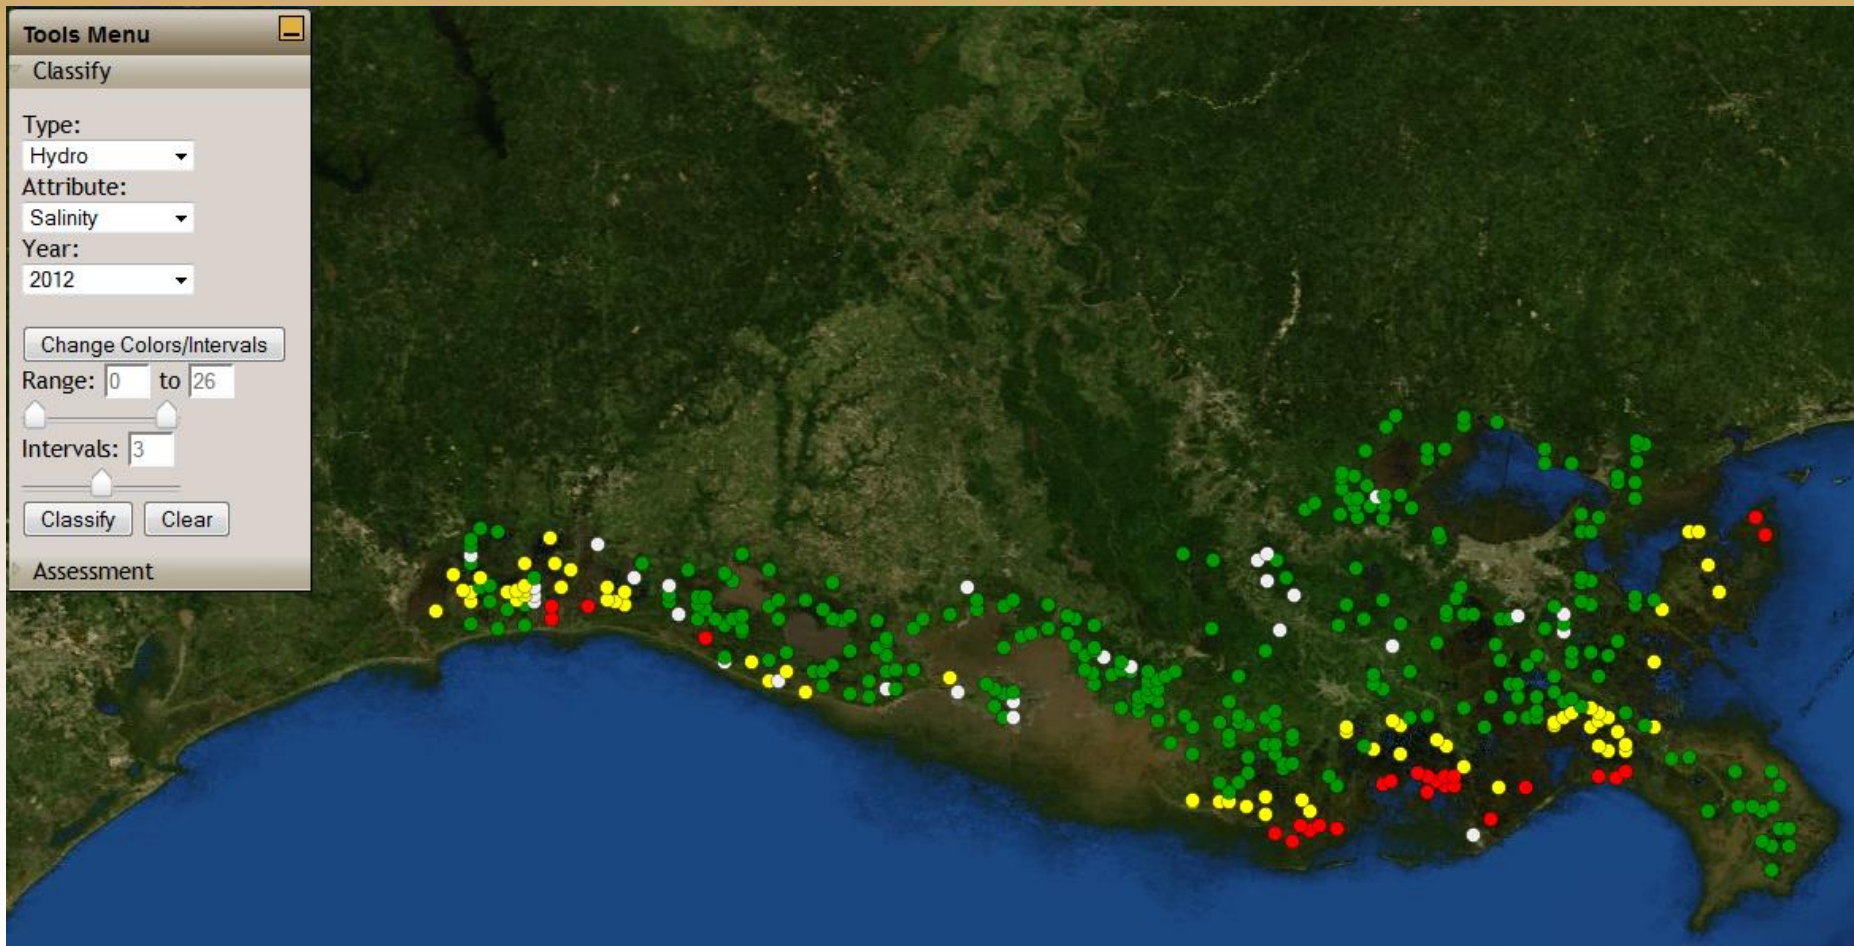 Tools Menu
Classify
Type:
Hydro
Attribute:
Salinity
Year:
2012
Change Colors/Intervals
Range: 0 to 26
Intervals: 3
Classify Clear
Assessment